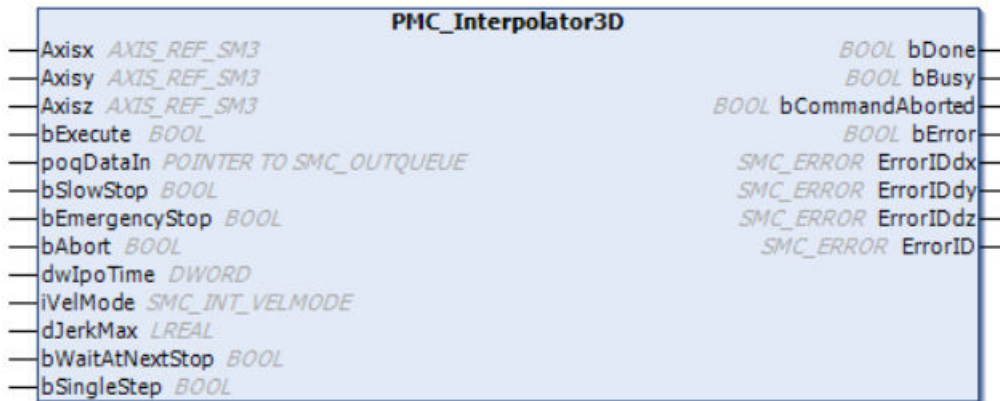 PMC_Interpolator3D
Axisx AXIS_REF_SM3 BOOL bDone
Axisy AXIS_REF_SM3 BOOL bBusy
Axisz AXIS_REF_SM3 BOOL bCommandAborted
bExecute BOOL BOOL bError
poqDataIn POINTER TO SMC_OUTQUEUE SMC_ERROR ErrorIDdx
bSlowStop BOOL SMC_ERROR ErrorIDdy
bEmergencyStop BOOL SMC_ERROR ErrorIDdz
bAbort BOOL SMC_ERROR ErrorID
dwIpoTime DWORD
iVelMode SMC_INT_VELMODE
dJerkMax LREAL
bWaitAtNextStop BOOL
bSingleStep BOOL